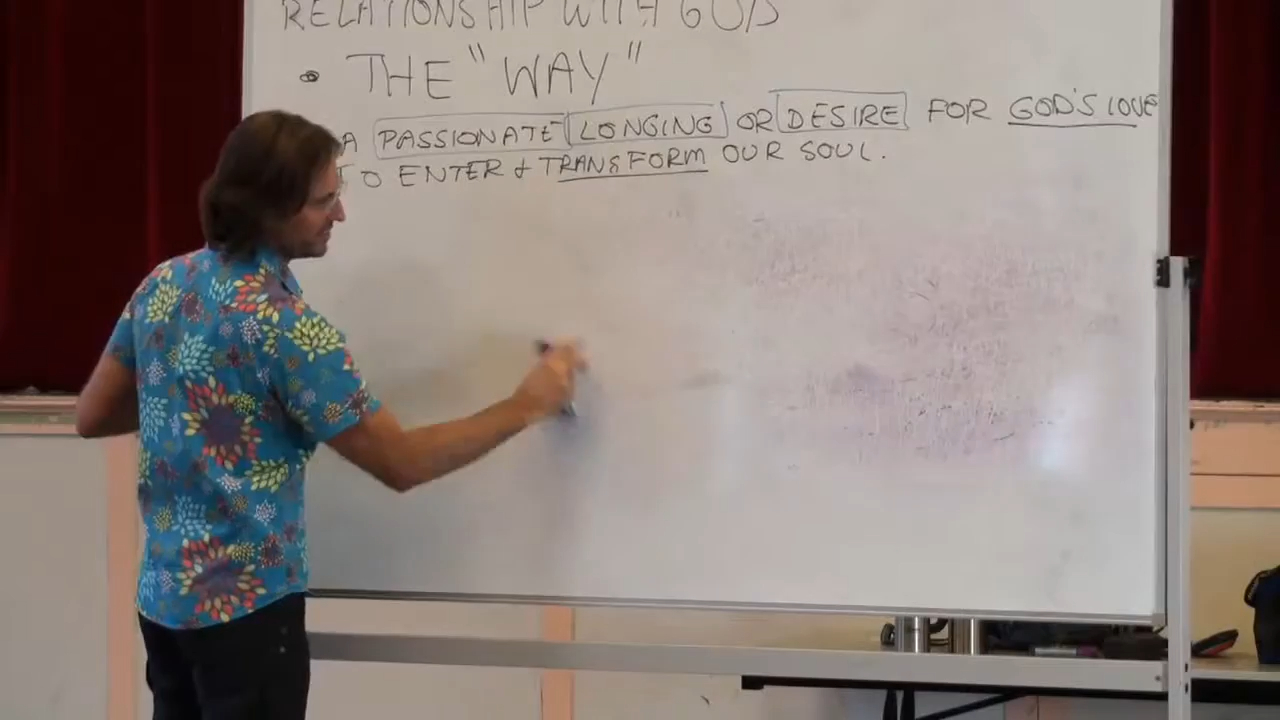 RELATIONSHIP WITH GOD
• THE "WAY"
A PASSIONATE LONGING OR DESIRE FOR GOD'S LOVE
TO ENTER & TRANSFORM OUR SOUL.